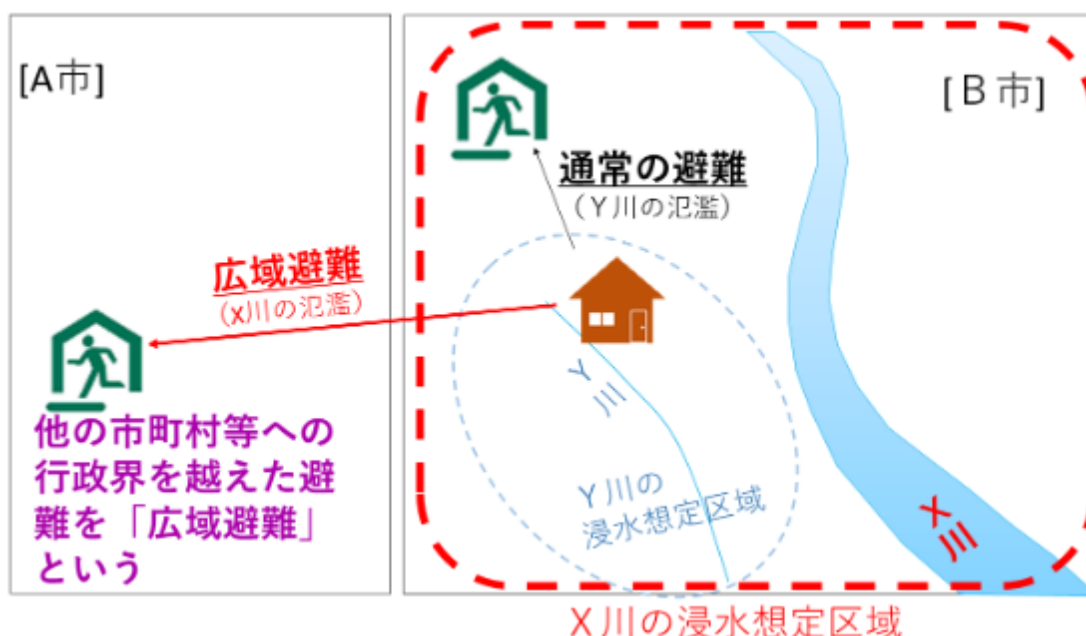 [A市]
[Ｂ市]
通常の避難
（Ｙ川の氾濫）
広域避難
（X川の氾濫）
Y川
Y川の
浸水想定区域
X川
他の市町村等への
行政界を越えた避
難を「広域避難」
という
X川の浸水想定区域